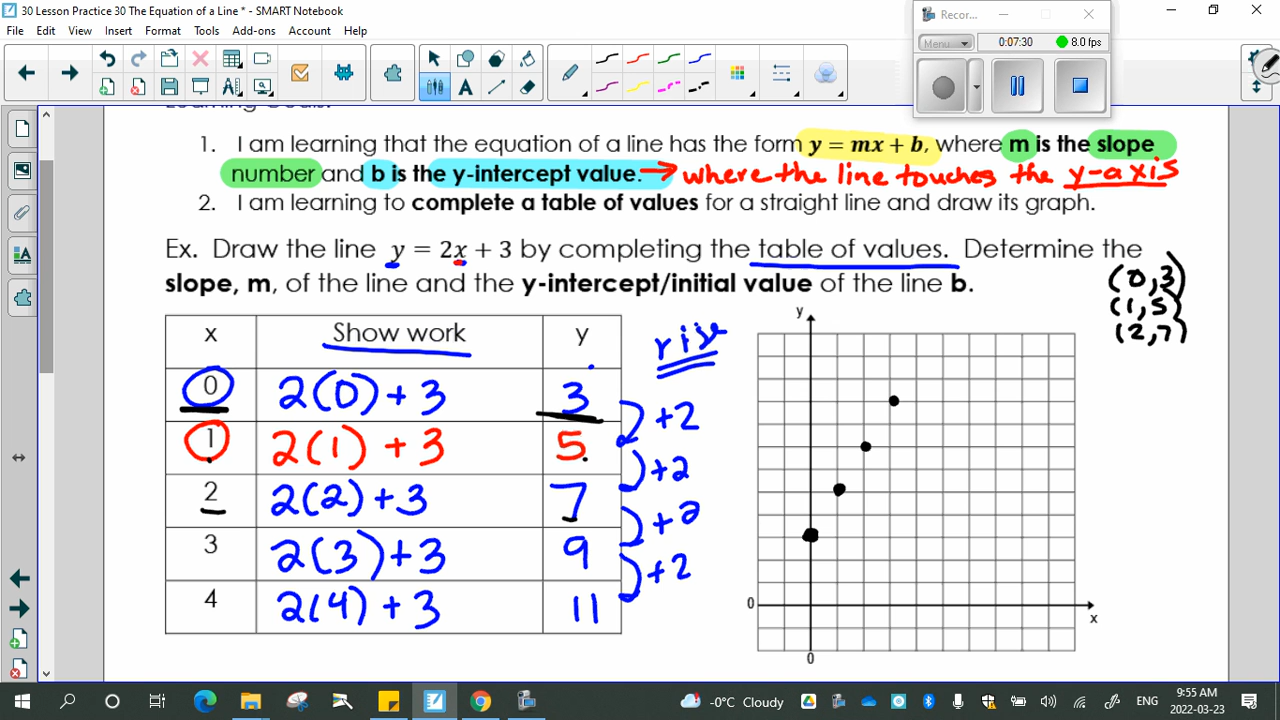 30 Lesson Practice 30 The Equation of a Line * - SMART Notebook
Recor...
File Edit View Insert Format Tools Add-ons Account Help
Menu
0:07:30
8.0 fps
Learning Goals:
1. I am learning that the equation of a line has the form y = mx + b, where m is the slope
number and b is the y-intercept value. → where the line touches the y-axis
2. I am learning to complete a table of values for a straight line and draw its graph.
Ex. Draw the line y = 2x + 3 by completing the table of values. Determine the
slope, m, of the line and the y-intercept/initial value of the line b.
(0,3)
(1,5)
(2,7)
x Show work y
rise
0 2(0) + 3 3
+2
1 2(1) + 3 5
+2
2 2(2) + 3 7
+2
3 2(3) + 3 9
+2
4 2(4) + 3 11
y
0
x
0
-0°C Cloudy
ENG
9:55 AM
2022-03-23